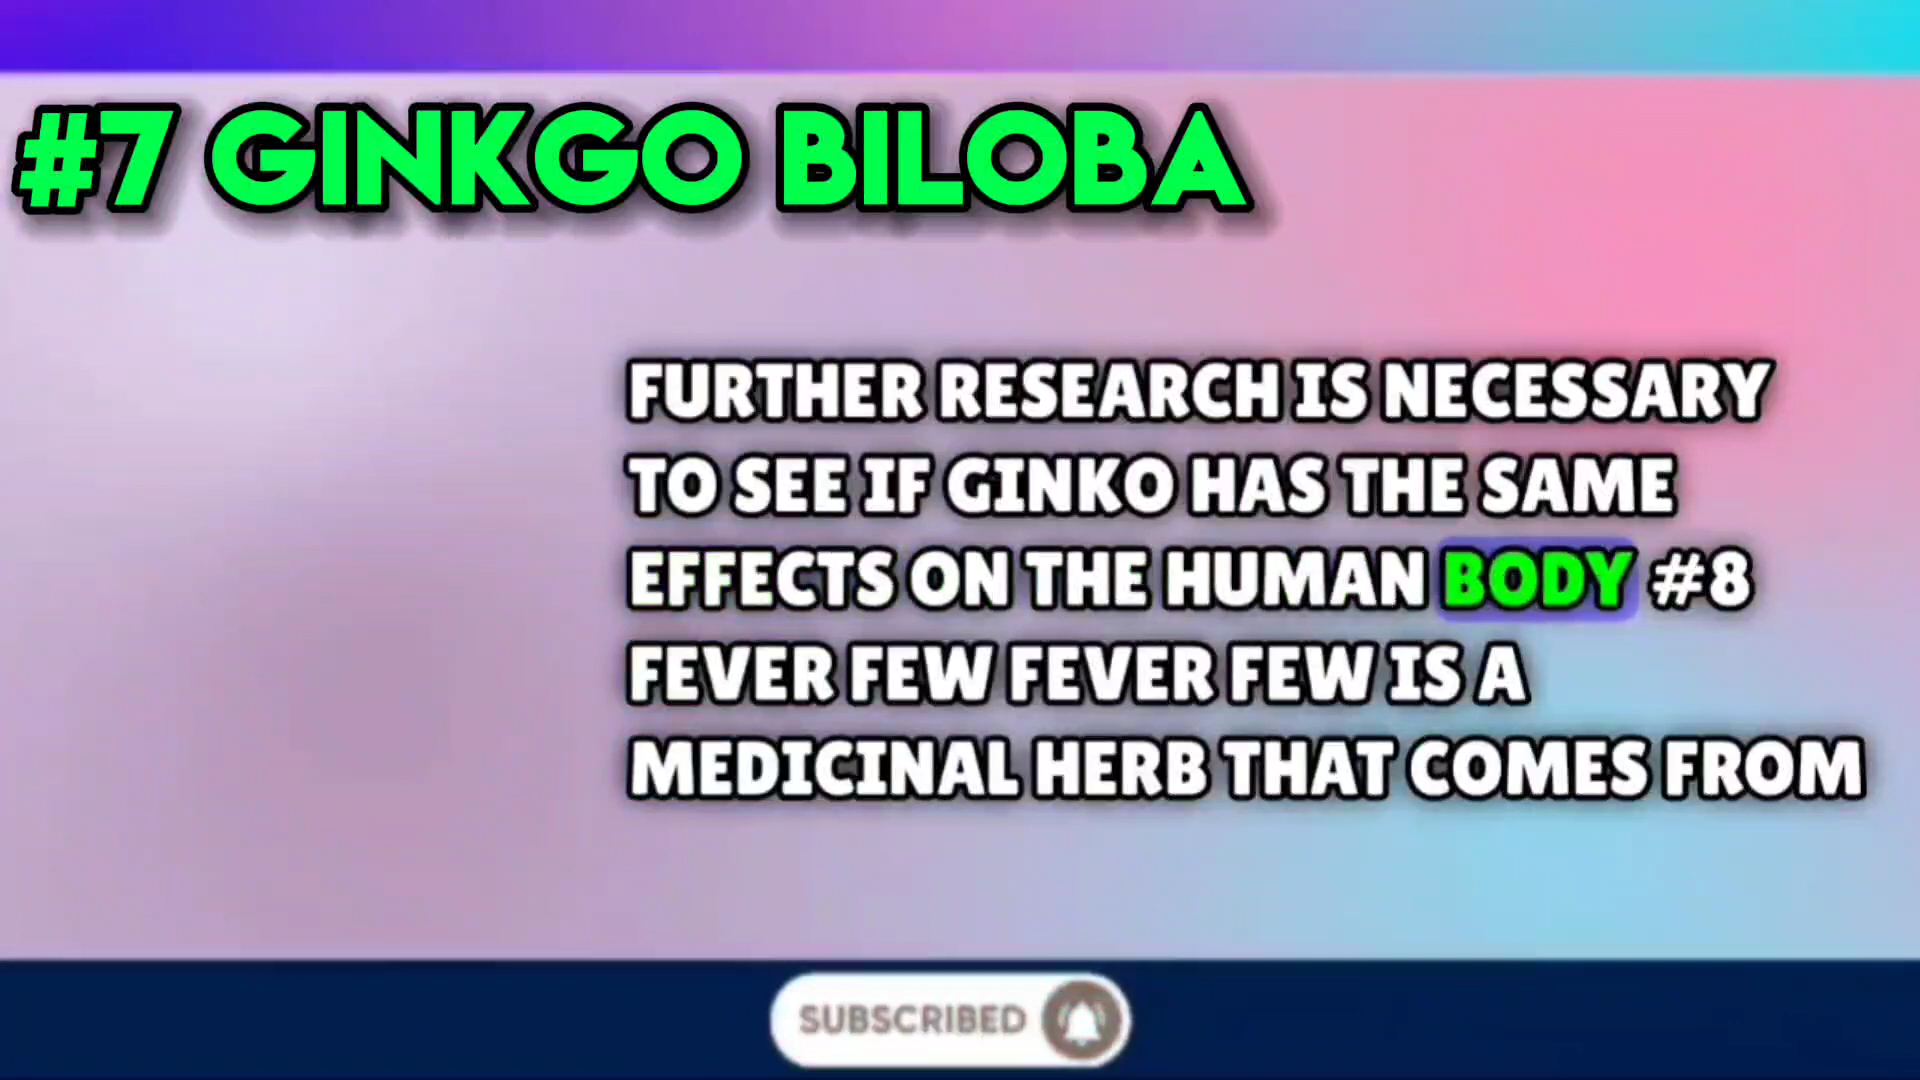 #7 GINKGO BILOBA
FURTHER RESEARCH IS NECESSARY
TO SEE IF GINKO HAS THE SAME
EFFECTS ON THE HUMAN BODY #8
FEVER FEW FEVER FEW IS A
MEDICINAL HERB THAT COMES FROM
SUBSCRIBED